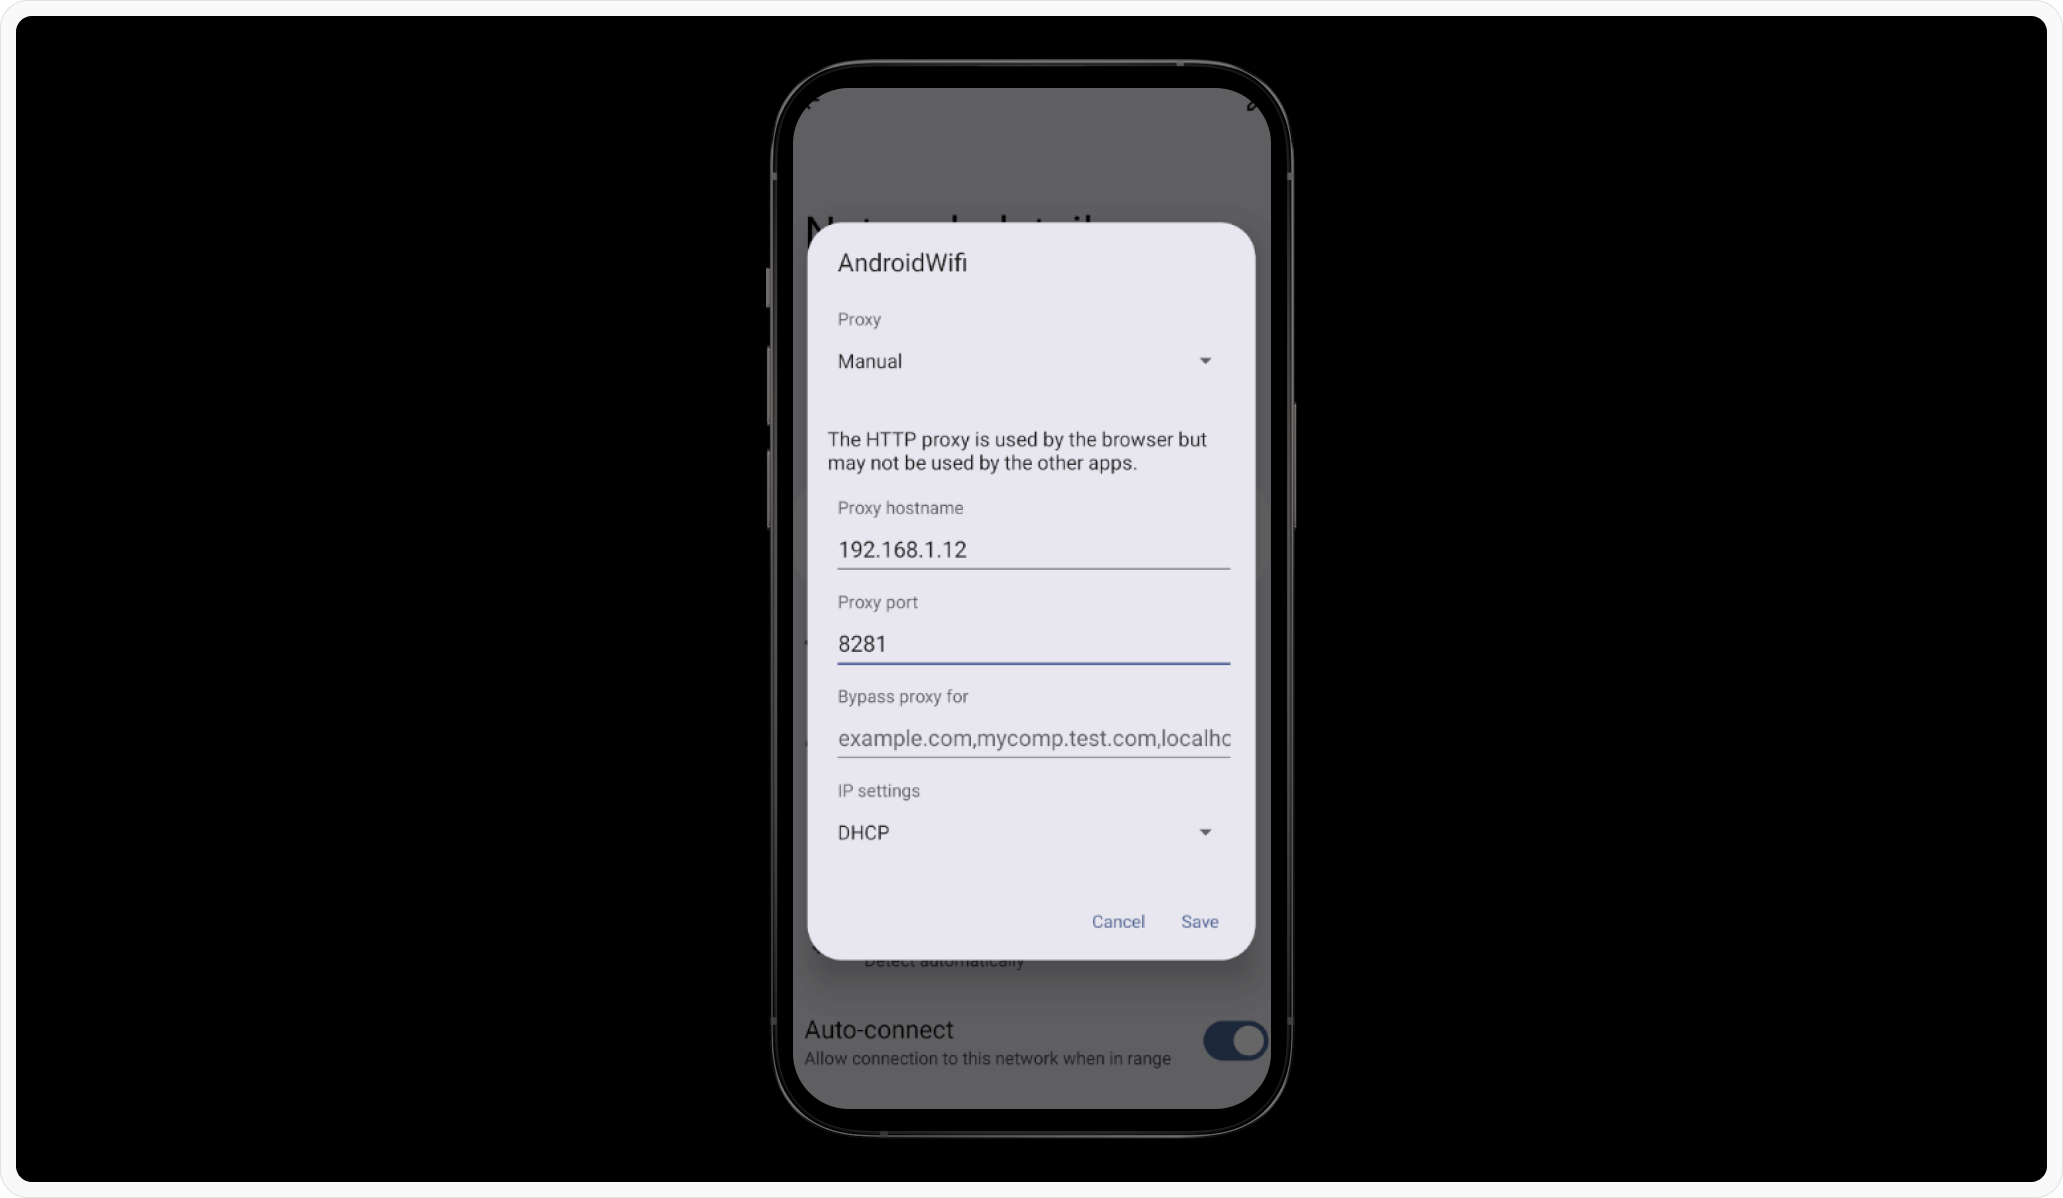 AndroidWifi
Proxy
Manual
The HTTP proxy is used by the browser but
may not be used by the other apps.
Proxy hostname
192.168.1.12
Proxy port
8281
Bypass proxy for
example.com,mycomp.test.com,localhc
IP settings
DHCP
Cancel
Save
Detect automatically
Auto-connect
Allow connection to this network when in range